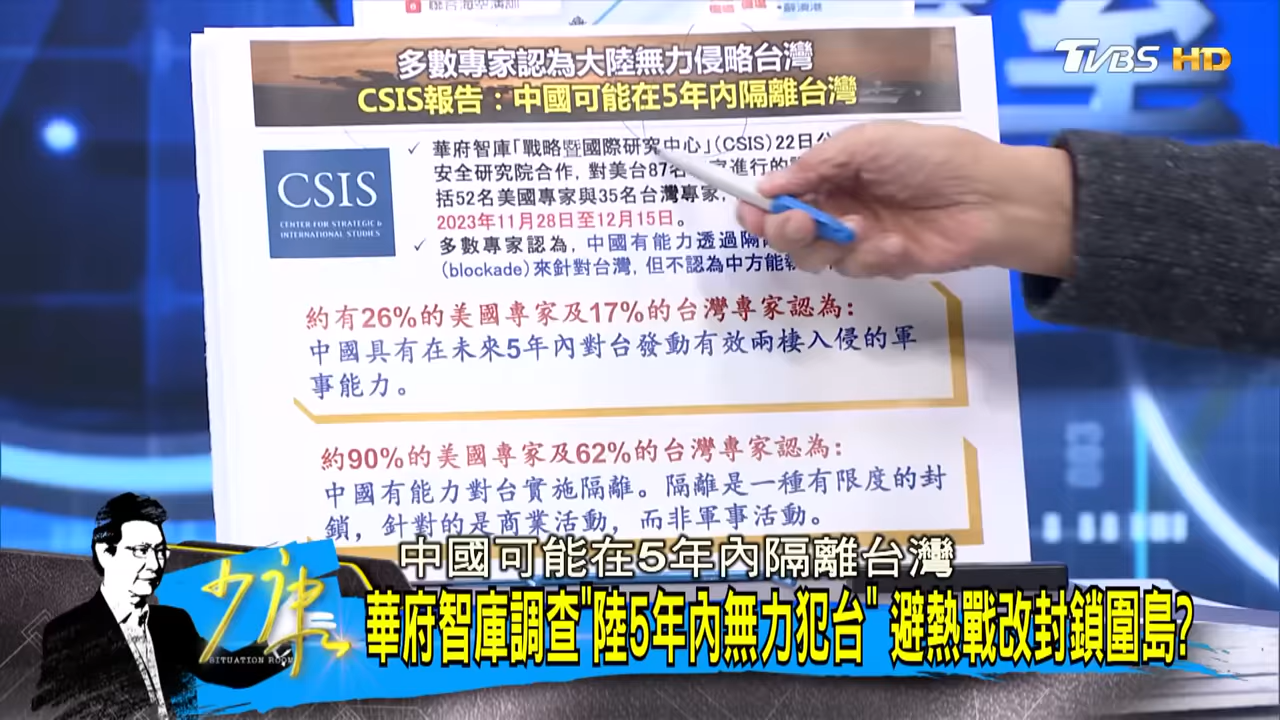 聯合海空演訓
TVBS HD
多數專家認為大陸無力侵略台灣
CSIS報告：中國可能在5年內隔離台灣
CSIS
CENTER FOR STRATEGIC &
INTERNATIONAL STUDIES
✓ 華府智庫「戰略暨國際研究中心」(CSIS)22日公
安全研究院合作，對美台87名
進行的
括52名美國專家與35名台灣專家，
2023年11月28日至12月15日。
✓ 多數專家認為，中國有能力透過隔
(blockade)來針對台灣，但不認為中方能
約有26%的美國專家及17%的台灣專家認為：
中國具有在未來5年內對台發動有效兩棲入侵的軍
事能力。
約90%的美國專家及62%的台灣專家認為：
中國有能力對台實施隔離。隔離是一種有限度的封
鎖，針對的是商業活動，而非軍事活動。
中國可能在5年內隔離台灣
少康
SITUATION ROOM
華府智庫調查"陸5年內無力犯台" 避熱戰改封鎖圍島?